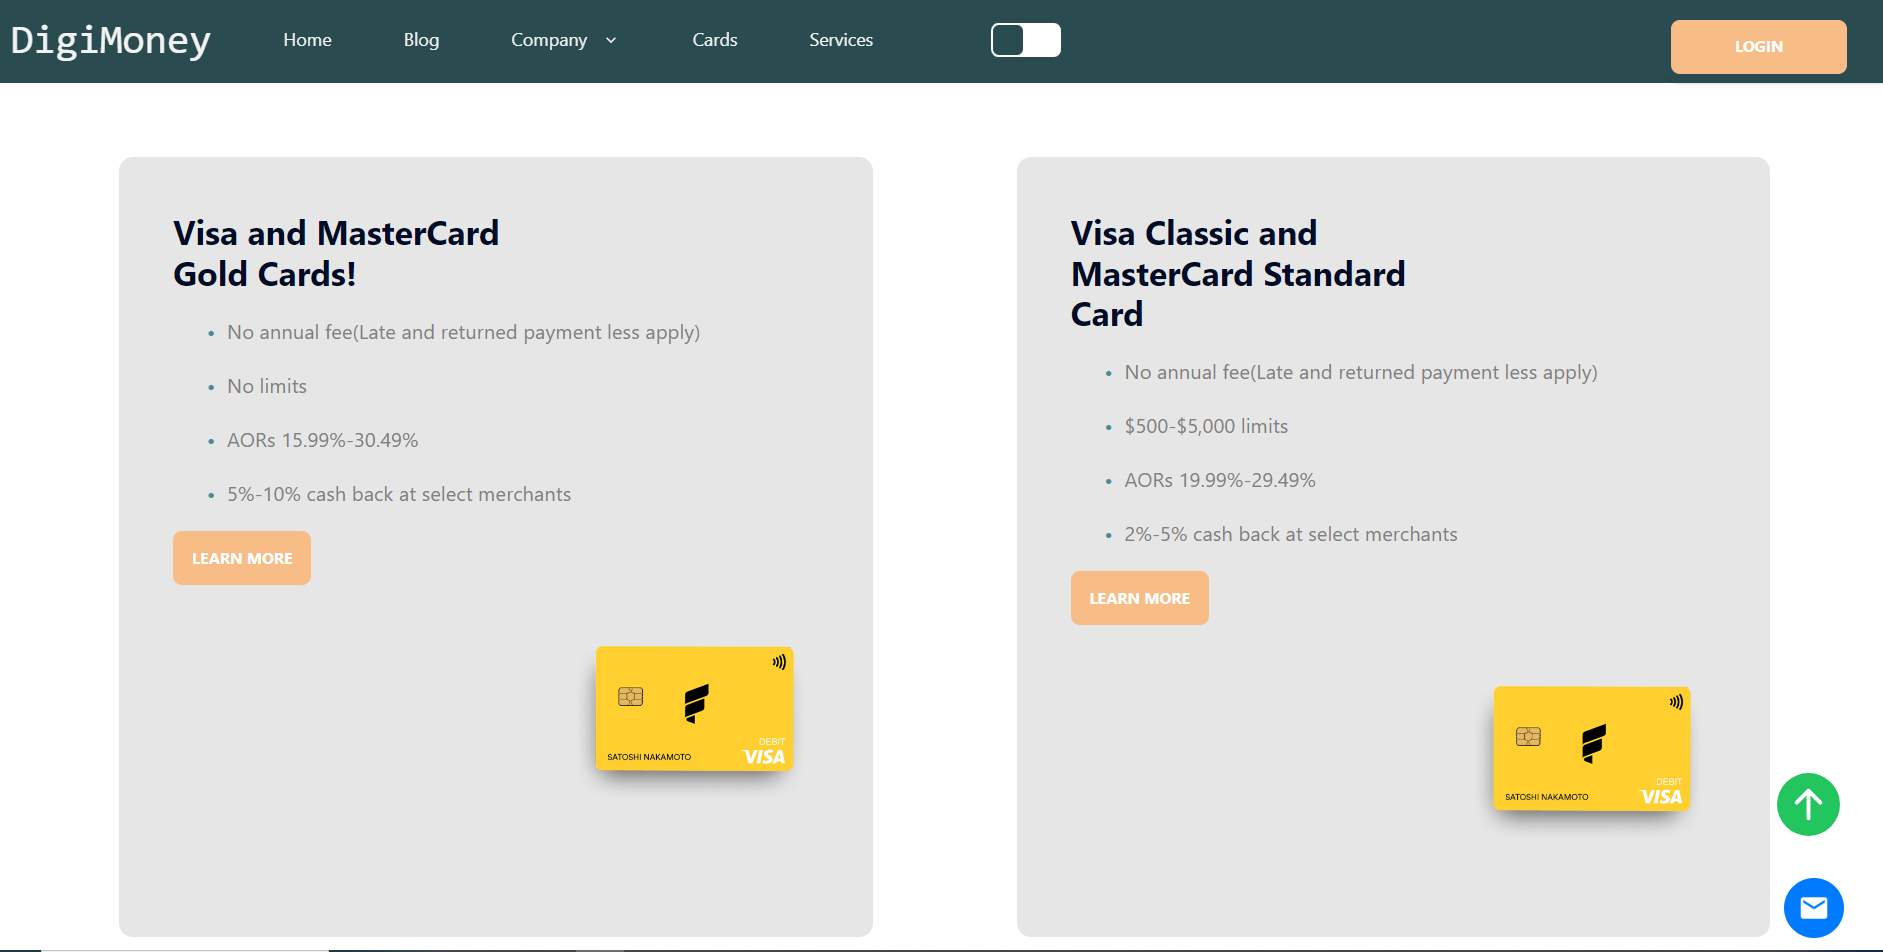 DigiMoney
Home
Blog
Company
Cards
Services
LOGIN
Visa and MasterCard
Gold Cards!
No annual fee(Late and returned payment less apply)
No limits
AORs 15.99%-30.49%
5%-10% cash back at select merchants
LEARN MORE
DEBIT
SATOSHI NAKAMOTO
VISA
Visa Classic and
MasterCard Standard
Card
No annual fee(Late and returned payment less apply)
$500-$5,000 limits
AORs 19.99%-29.49%
2%-5% cash back at select merchants
LEARN MORE
DEBIT
SATOSHI NAKAMOTO
VISA